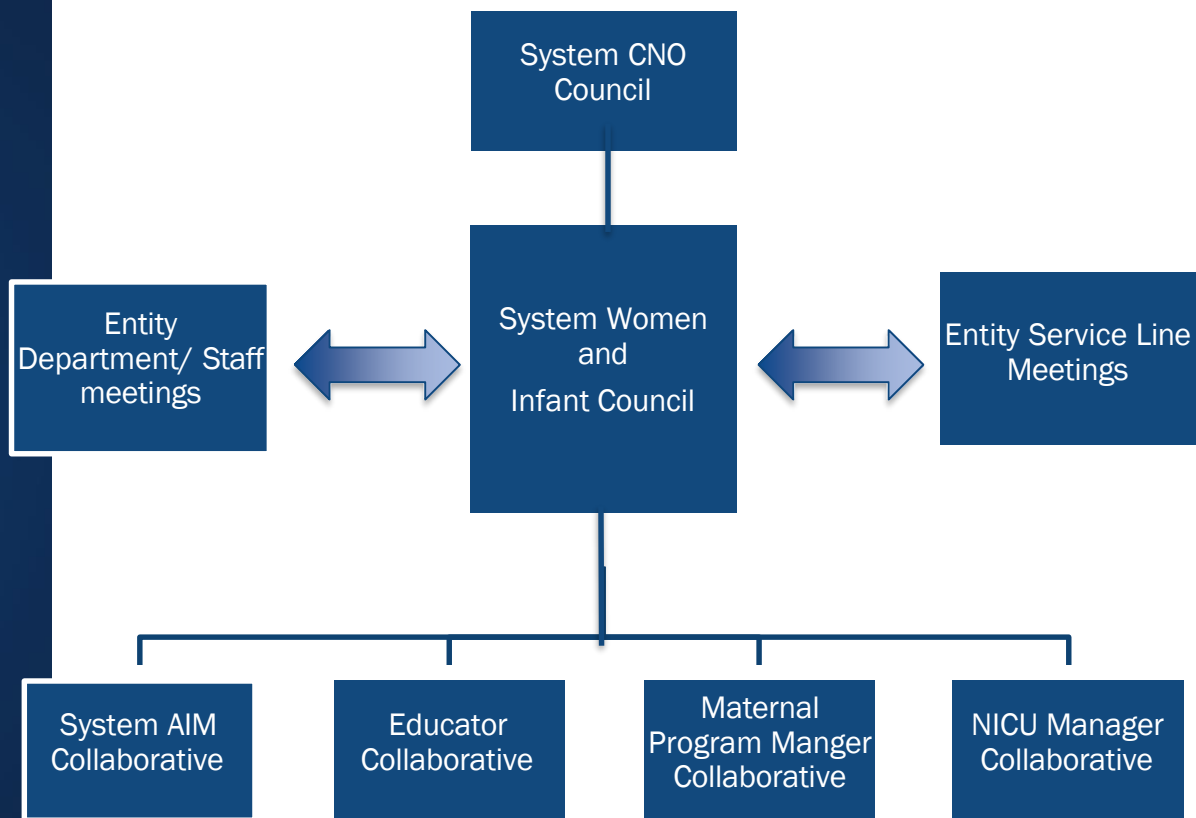 System CNO
Council
Entity
Department/ Staff
meetings
System Women
and
Infant Council
Entity Service Line
Meetings
System AIM
Collaborative
Educator
Collaborative
Maternal
Program Manger
Collaborative
NICU Manager
Collaborative